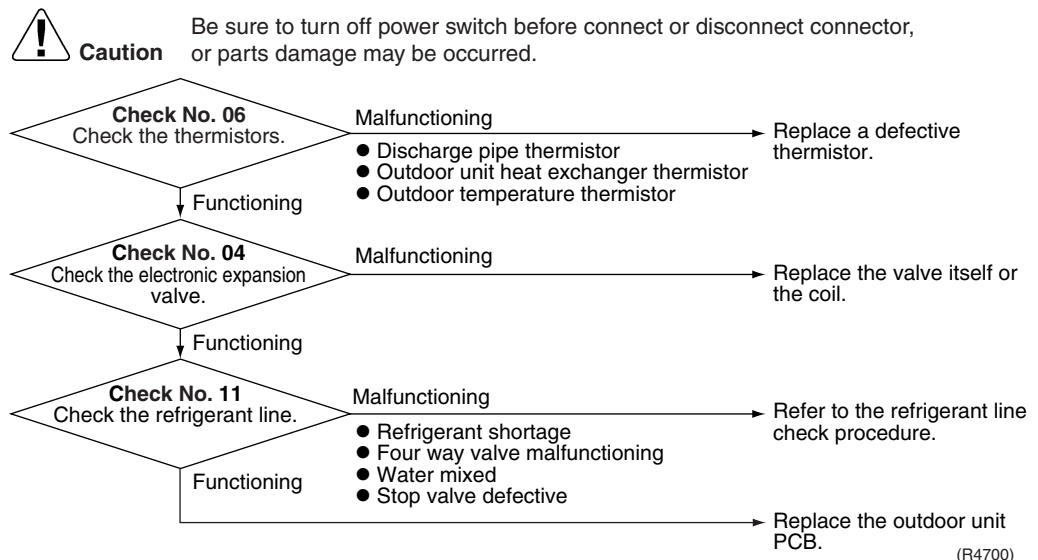 Be sure to turn off power switch before connect or disconnect connector,
Caution or parts damage may be occurred.
Check No. 06
Check the thermistors.
Malfunctioning
● Discharge pipe thermistor
● Outdoor unit heat exchanger thermistor
● Outdoor temperature thermistor
Replace a defective
thermistor.
Functioning
Check No. 04
Check the electronic expansion
valve.
Malfunctioning
Replace the valve itself or
the coil.
Functioning
Check No. 11
Check the refrigerant line.
Malfunctioning
● Refrigerant shortage
● Four way valve malfunctioning
● Water mixed
● Stop valve defective
Refer to the refrigerant line
check procedure.
Functioning
Replace the outdoor unit
PCB.
(R4700)